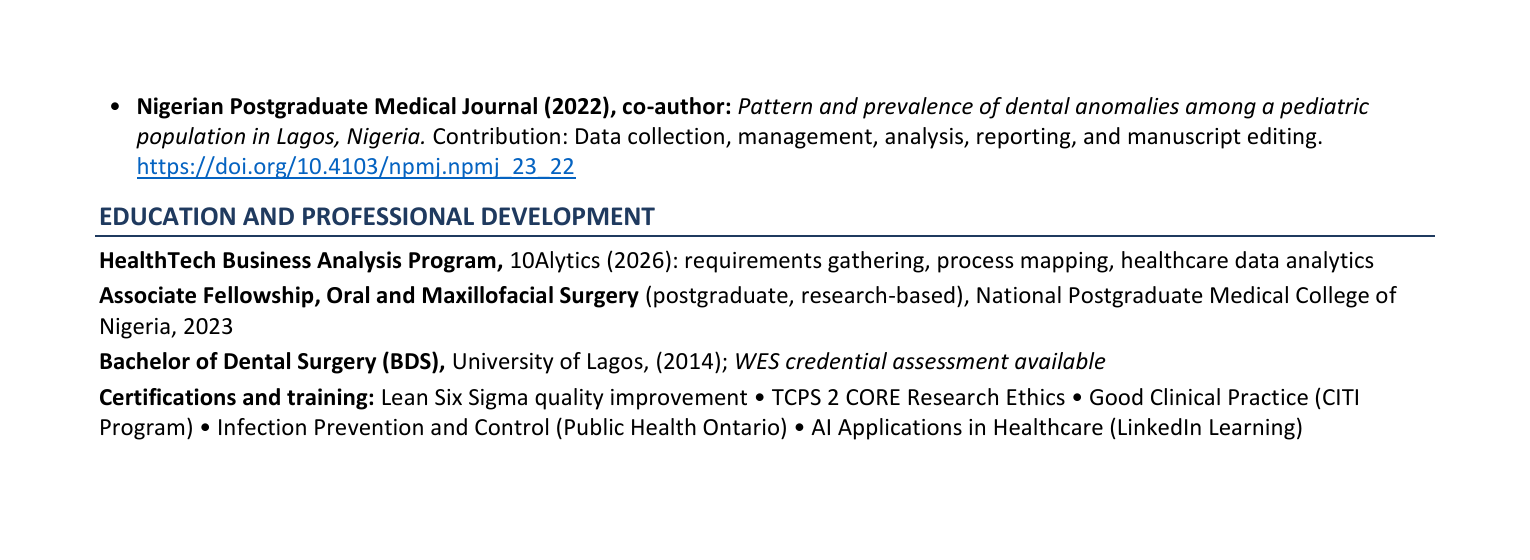 • Nigerian Postgraduate Medical Journal (2022), co-author: Pattern and prevalence of dental anomalies among a pediatric
population in Lagos, Nigeria. Contribution: Data collection, management, analysis, reporting, and manuscript editing.
https://doi.org/10.4103/npmj.npmj_23_22
EDUCATION AND PROFESSIONAL DEVELOPMENT
HealthTech Business Analysis Program, 10Alytics (2026): requirements gathering, process mapping, healthcare data analytics
Associate Fellowship, Oral and Maxillofacial Surgery (postgraduate, research-based), National Postgraduate Medical College of
Nigeria, 2023
Bachelor of Dental Surgery (BDS), University of Lagos, (2014); WES credential assessment available
Certifications and training: Lean Six Sigma quality improvement • TCPS 2 CORE Research Ethics • Good Clinical Practice (CITI
Program) • Infection Prevention and Control (Public Health Ontario) • AI Applications in Healthcare (LinkedIn Learning)